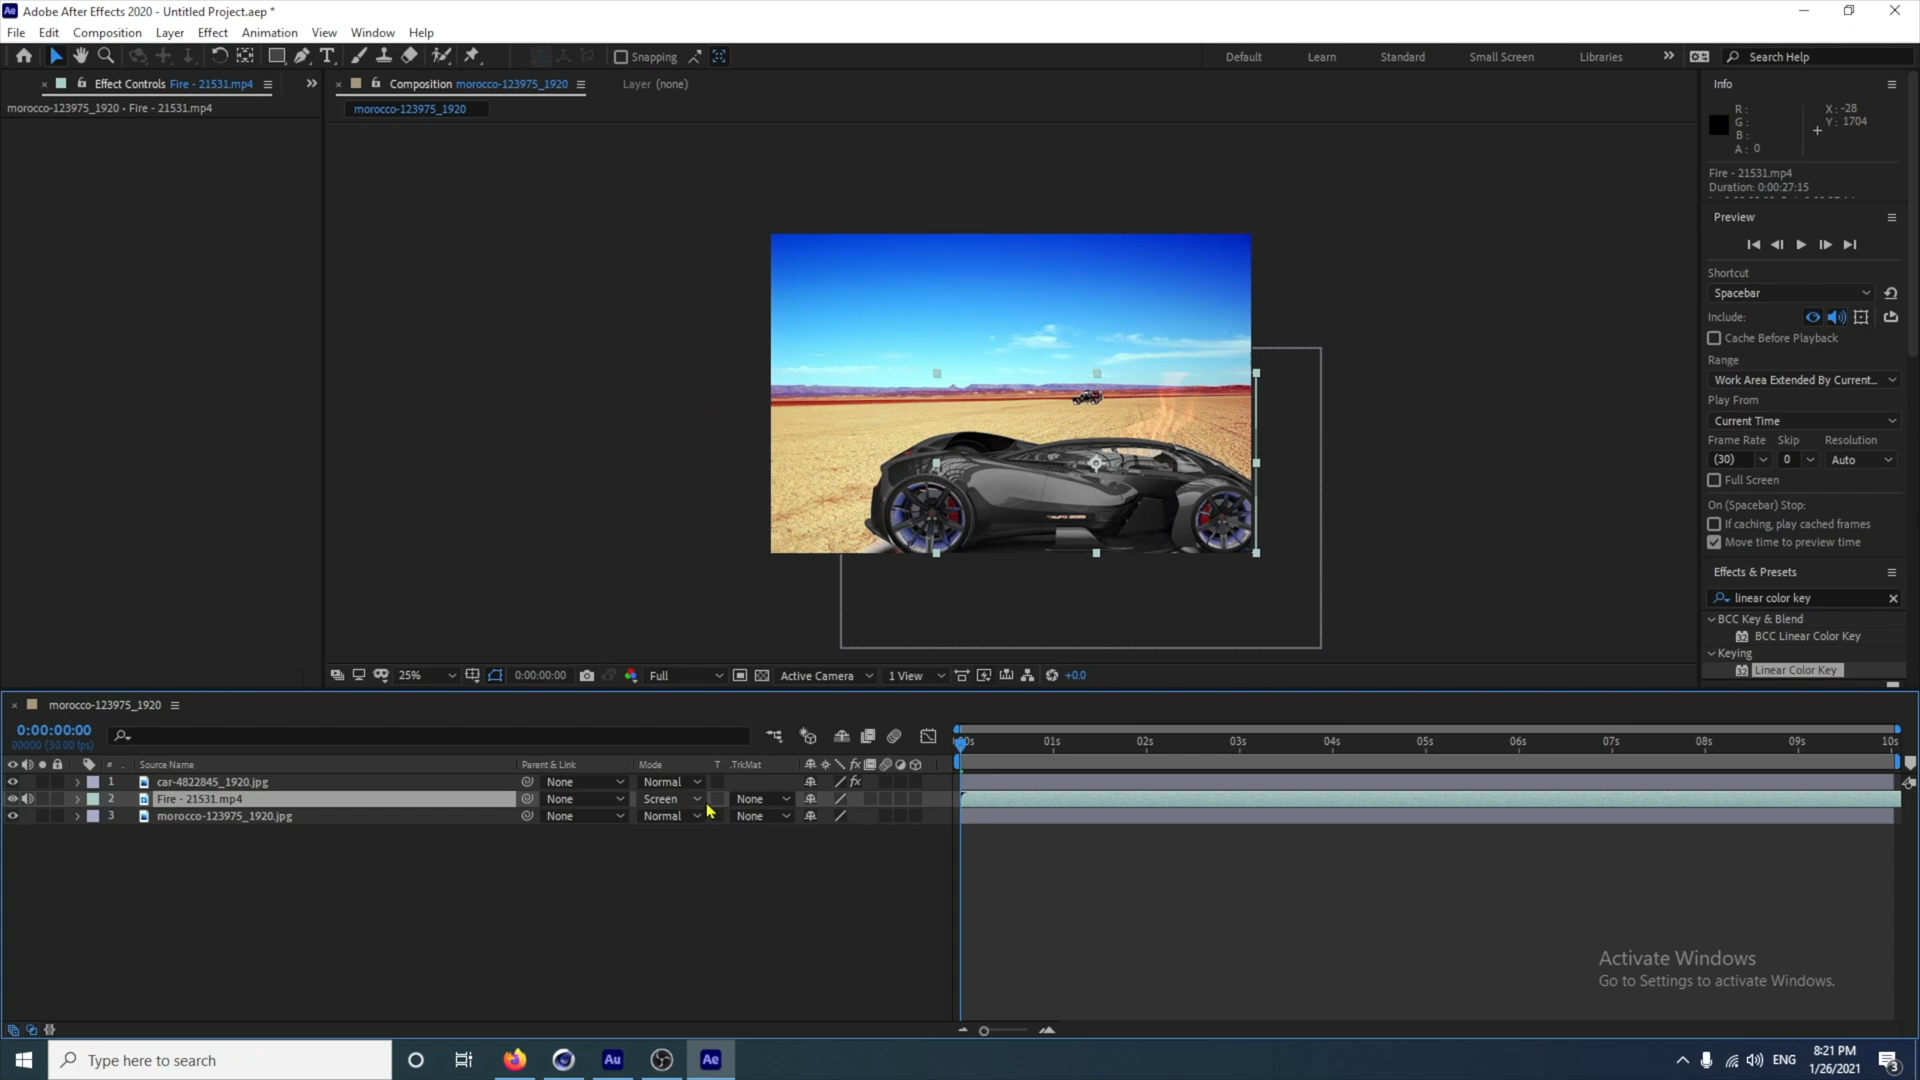 Adobe After Effects 2020 - Untitled Project.aep *
File Edit Composition Layer Effect Animation View Window Help
Snapping
Default Learn Standard Small Screen Libraries Search Help
Effect Controls Fire - 21531.mp4
morocco-123975_1920 • Fire - 21531.mp4
Composition morocco-123975_1920
Layer (none)
morocco-123975_1920
Info
R :
G :
B :
A : 0
X : -28
Y : 1704
Fire - 21531.mp4
Duration: 0:00:27:15
Preview
Shortcut
Spacebar
Include:
Cache Before Playback
Range
Work Area Extended By Current...
Play From
Current Time
Frame Rate Skip Resolution
(30) 0 Auto
Full Screen
On (Spacebar) Stop:
If caching, play cached frames
Move time to preview time
Effects & Presets
linear color key
BCC Key & Blend
BCC Linear Color Key
Keying
Linear Color Key
25% 0:00:00:00 Full Active Camera 1 View +0.0
morocco-123975_1920
0:00:00:00
00000 (30.00 fps)
# . Source Name Parent & Link Mode T .TrkMat
1 car-4822845_1920.jpg None Normal
2 Fire - 21531.mp4 None Screen None
3 morocco-123975_1920.jpg None Normal None
01s 02s 03s 04s 05s 06s 07s 08s 09s 10s
Activate Windows
Go to Settings to activate Windows.
Type here to search
Au
Ae
ENG
8:21 PM
1/26/2021
3